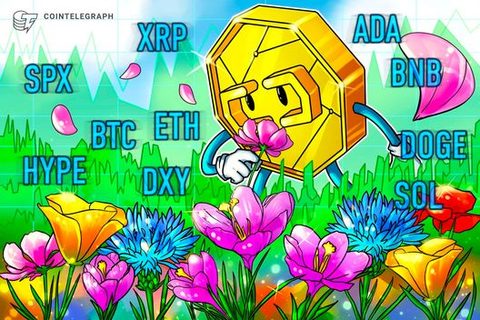 COINTELEGRAPH
XRP
ADA
SPX
BNB
BTC
ETH
DOGE
HYPE
DXY
SOL